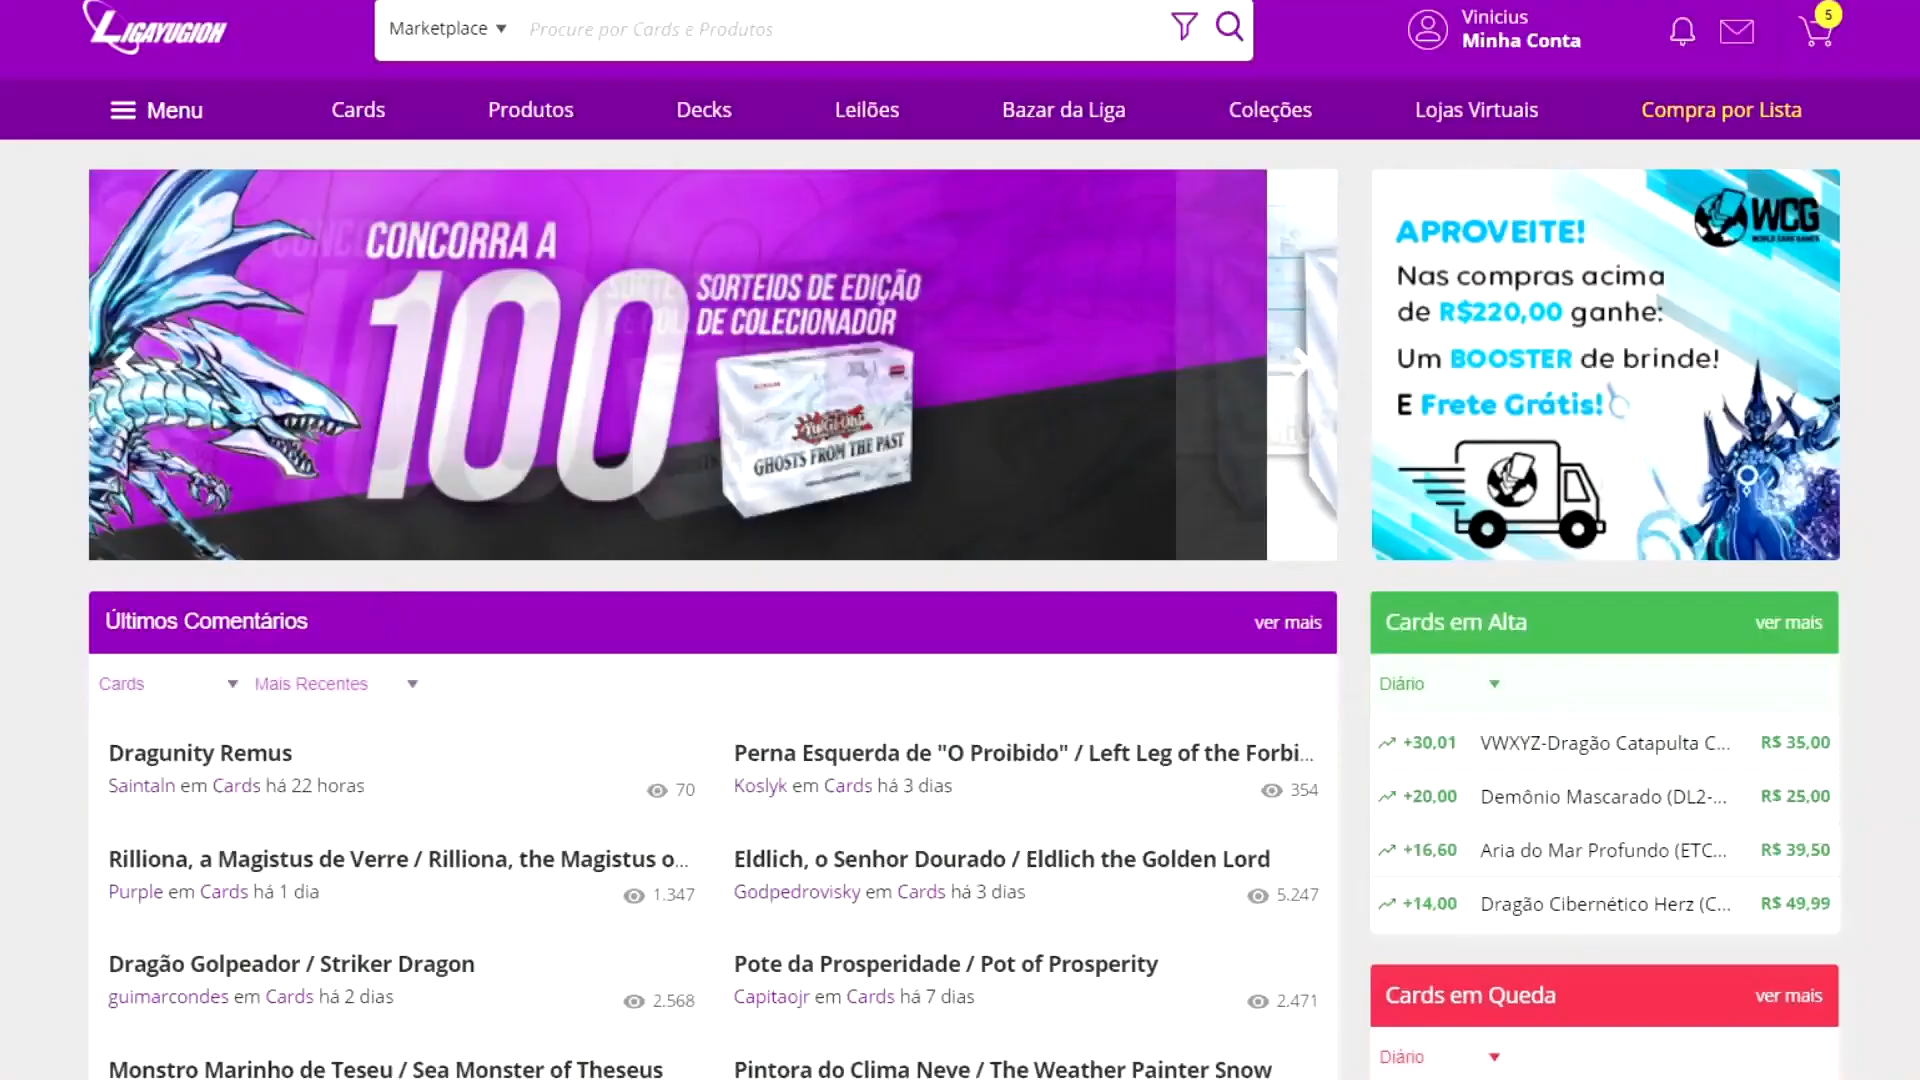 LIGAYUGIOH
Marketplace
Procure por Cards e Produtos
Vinicius
Minha Conta
5
Menu
Cards
Produtos
Decks
Leilões
Bazar da Liga
Coleções
Lojas Virtuais
Compra por Lista
CONCORRA A
100
SORTEIOS DE EDIÇÃO
DE COLECIONADOR
Yu-Gi-Oh!
GHOSTS FROM THE PAST
WCG
WORLD CARD GAMES
APROVEITE!
Nas compras acima
de R$220,00 ganhe:
Um BOOSTER de brinde!
E Frete Grátis!
Últimos Comentários
ver mais
Cards
Mais Recentes
Dragunity Remus
Saintaln em Cards há 22 horas
70
Perna Esquerda de "O Proibido" / Left Leg of the Forbi...
Koslyk em Cards há 3 dias
354
Rilliona, a Magistus de Verre / Rilliona, the Magistus o...
Purple em Cards há 1 dia
1.347
Eldlich, o Senhor Dourado / Eldlich the Golden Lord
Godpedrovisky em Cards há 3 dias
5.247
Dragão Golpeador / Striker Dragon
guimarcondes em Cards há 2 dias
2.568
Pote da Prosperidade / Pot of Prosperity
Capitaojr em Cards há 7 dias
2.471
Monstro Marinho de Teseu / Sea Monster of Theseus
Pintora do Clima Neve / The Weather Painter Snow
Cards em Alta
ver mais
Diário
+30,01 VWXYZ-Dragão Catapulta C... R$ 35,00
+20,00 Demônio Mascarado (DL2-... R$ 25,00
+16,60 Aria do Mar Profundo (ETC... R$ 39,50
+14,00 Dragão Cibernético Herz (C... R$ 49,99
Cards em Queda
ver mais
Diário